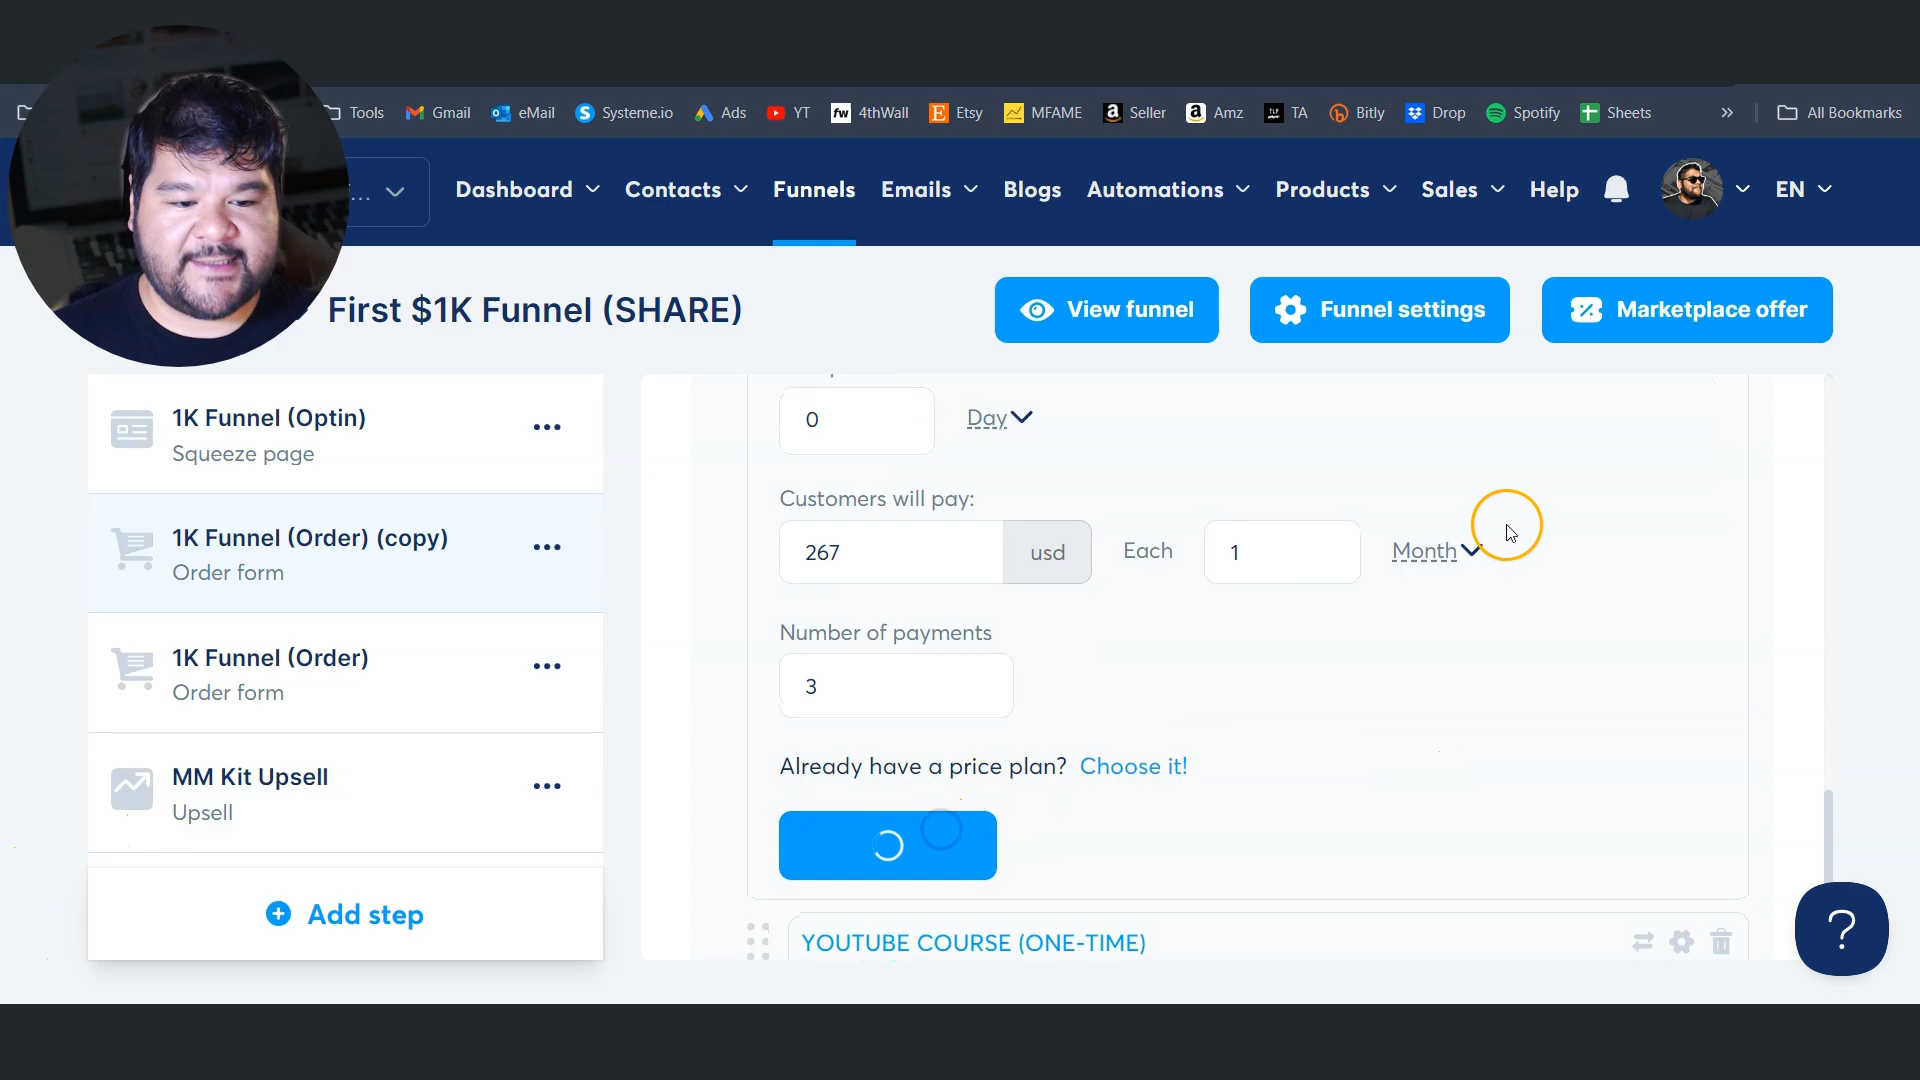 Tools
Gmail
eMail
Systeme.io
Ads
YT
fw 4thWall
Etsy
MFAME
Seller
Amz
TA
Bitly
Drop
Spotify
Sheets
»
All Bookmarks
...
Dashboard
Contacts
Funnels
Emails
Blogs
Automations
Products
Sales
Help
EN
First $1K Funnel (SHARE)
View funnel
Funnel settings
Marketplace offer
1K Funnel (Optin)
Squeeze page
1K Funnel (Order) (copy)
Order form
1K Funnel (Order)
Order form
MM Kit Upsell
Upsell
Add step
0
Day
Customers will pay:
267 usd Each 1 Month
Number of payments
3
Already have a price plan? Choose it!
YOUTUBE COURSE (ONE-TIME)
?